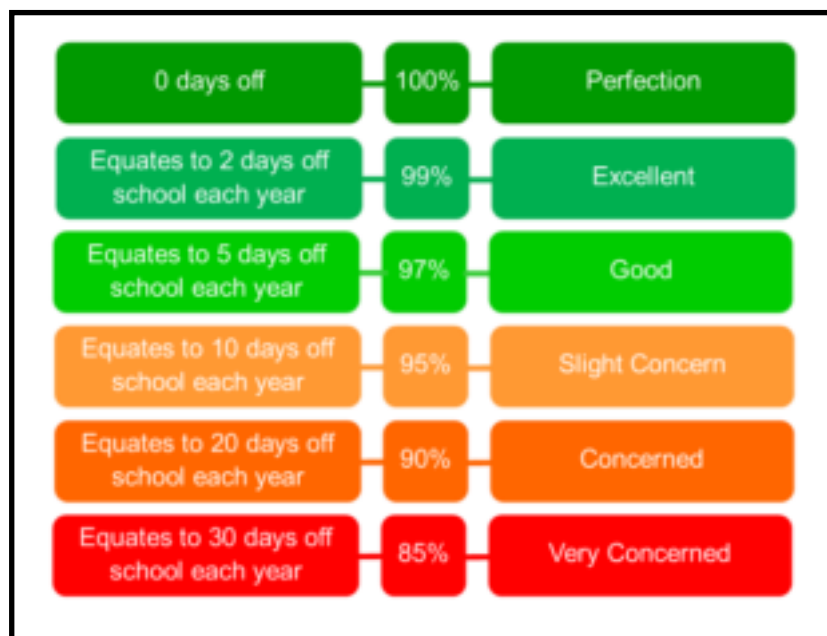 0 days off
100%
Perfection
Equates to 2 days off
school each year
99%
Excellent
Equates to 5 days off
school each year
97%
Good
Equates to 10 days off
school each year
95%
Slight Concern
Equates to 20 days off
school each year
90%
Concerned
Equates to 30 days off
school each year
85%
Very Concerned